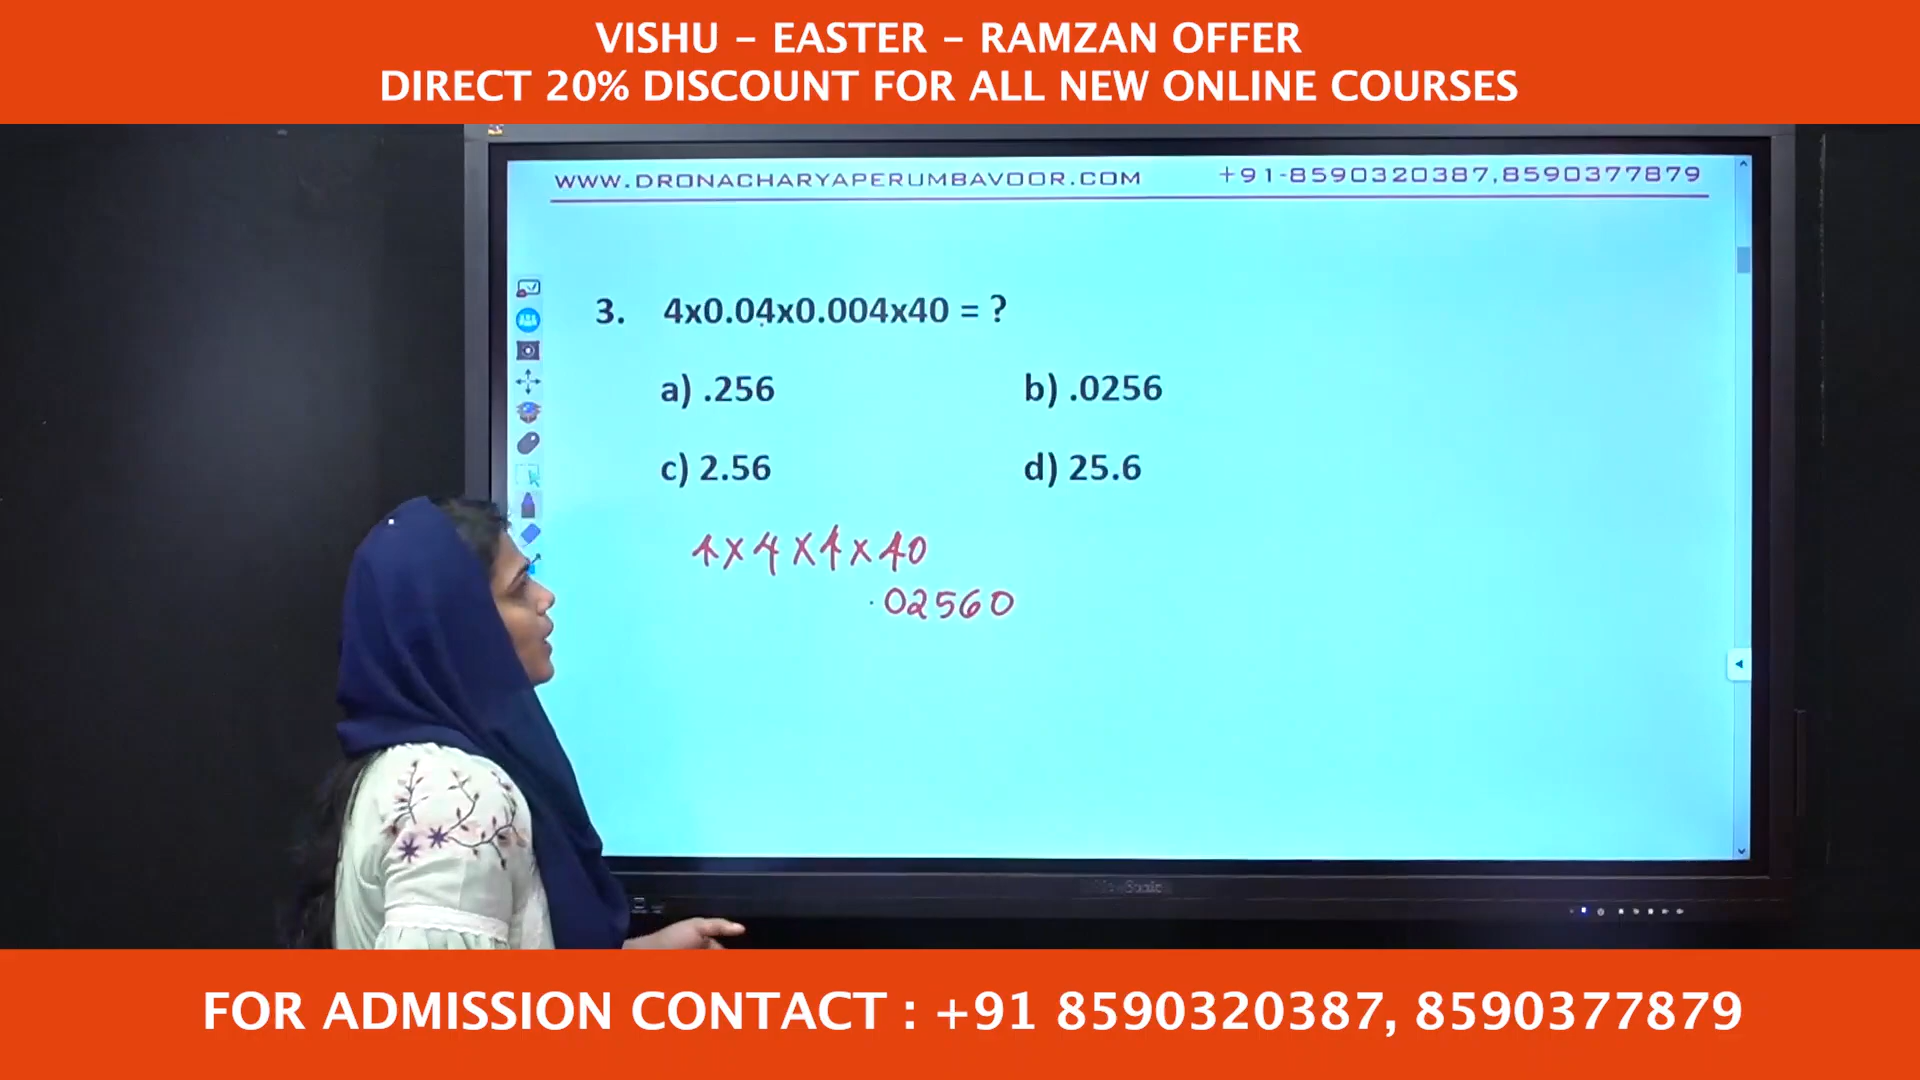 VISHU – EASTER – RAMZAN OFFER
DIRECT 20% DISCOUNT FOR ALL NEW ONLINE COURSES
WWW.DRONACHARYAPERUMBAVOOR.COM +91-8590320387,8590377879
3. 4x0.04x0.004x40 = ?
a) .256 b) .0256
c) 2.56 d) 25.6
4x4x4x40
.02560
ViewSonic
FOR ADMISSION CONTACT : +91 8590320387, 8590377879